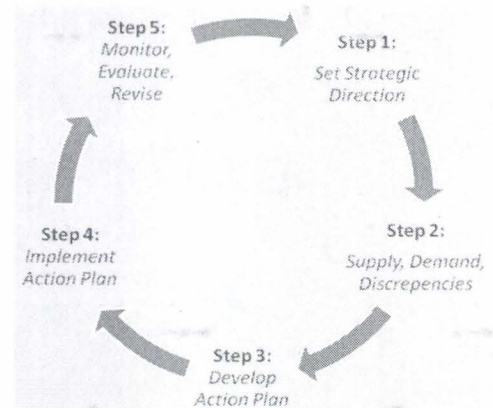 Step 1:
Set Strategic
Direction
Step 2:
Supply, Demand,
Discrepencies
Step 3:
Develop
Action Plan
Step 4:
Implement
Action Plan
Step 5:
Monitor,
Evaluate,
Revise